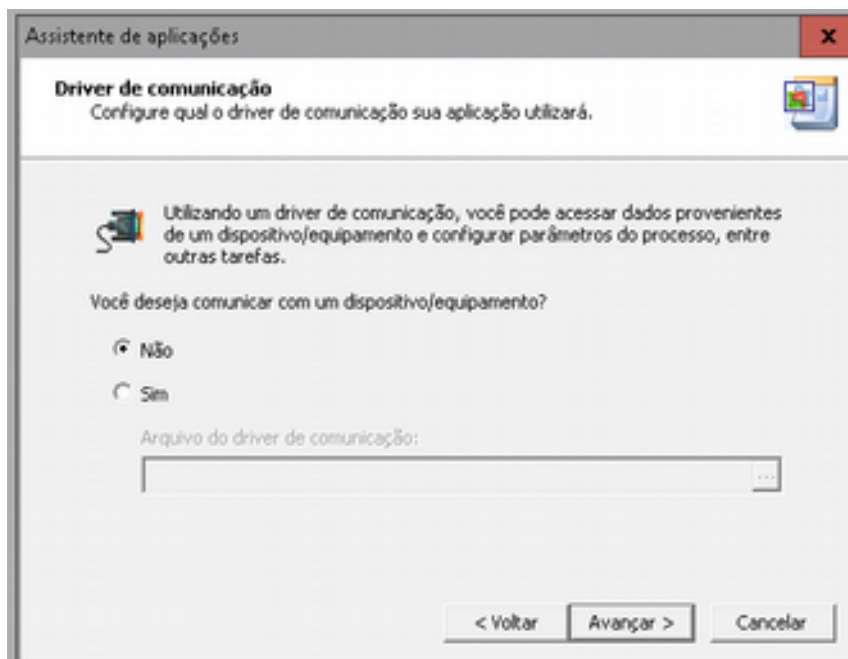 Assistente de aplicações
Driver de comunicação
Configure qual o driver de comunicação sua aplicação utilizará.
Utilizando um driver de comunicação, você pode acessar dados provenientes
de um dispositivo/equipamento e configurar parâmetros do processo, entre
outras tarefas.
Você deseja comunicar com um dispositivo/equipamento?
Não
Sim
Arquivo do driver de comunicação:
...
< Voltar
Avançar >
Cancelar